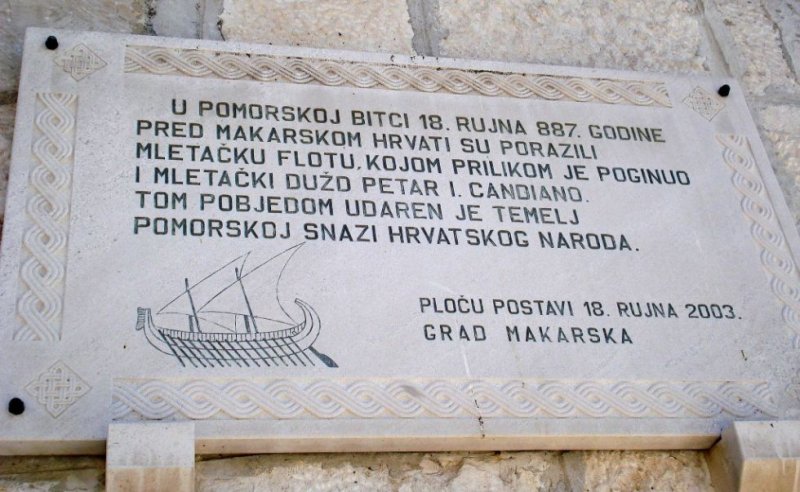 U POMORSKOJ BITCI 18. RUJNA 887. GODINE
PRED MAKARSKOM HRVATI SU PORAZILI
MLETAČKU FLOTU, KOJOM PRILIKOM JE POGINUO
I MLETAČKI DUŽD PETAR I. CANDIANO.
TOM POBJEDOM UDAREN JE TEMELJ
POMORSKOJ SNAZI HRVATSKOG NARODA.
PLOČU POSTAVI 18. RUJNA 2003.
GRAD MAKARSKA